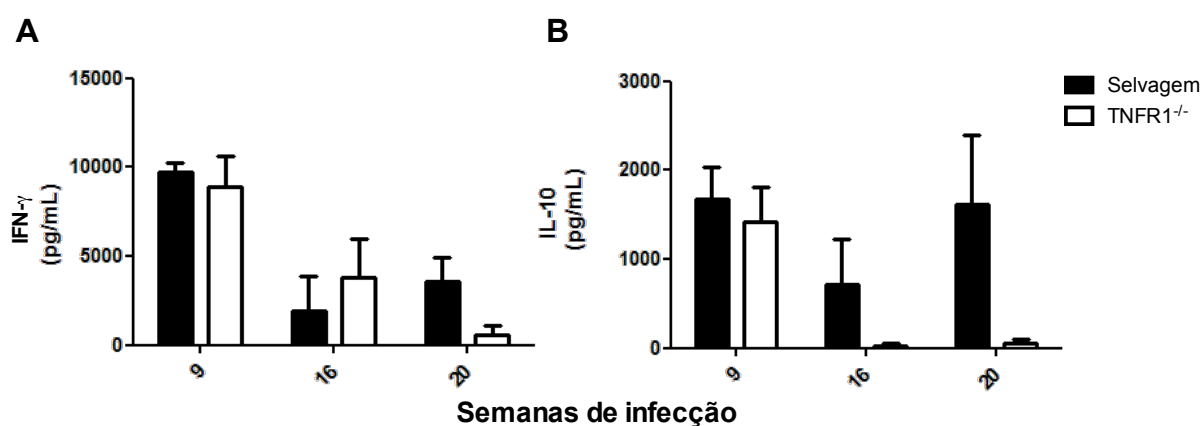 A
IFN-γ
(pg/mL)
15000
10000
5000
0
9
16
20
B
IL-10
(pg/mL)
3000
2000
1000
0
9
16
20
Selvagem
TNFR1-/-
Semanas de infecção